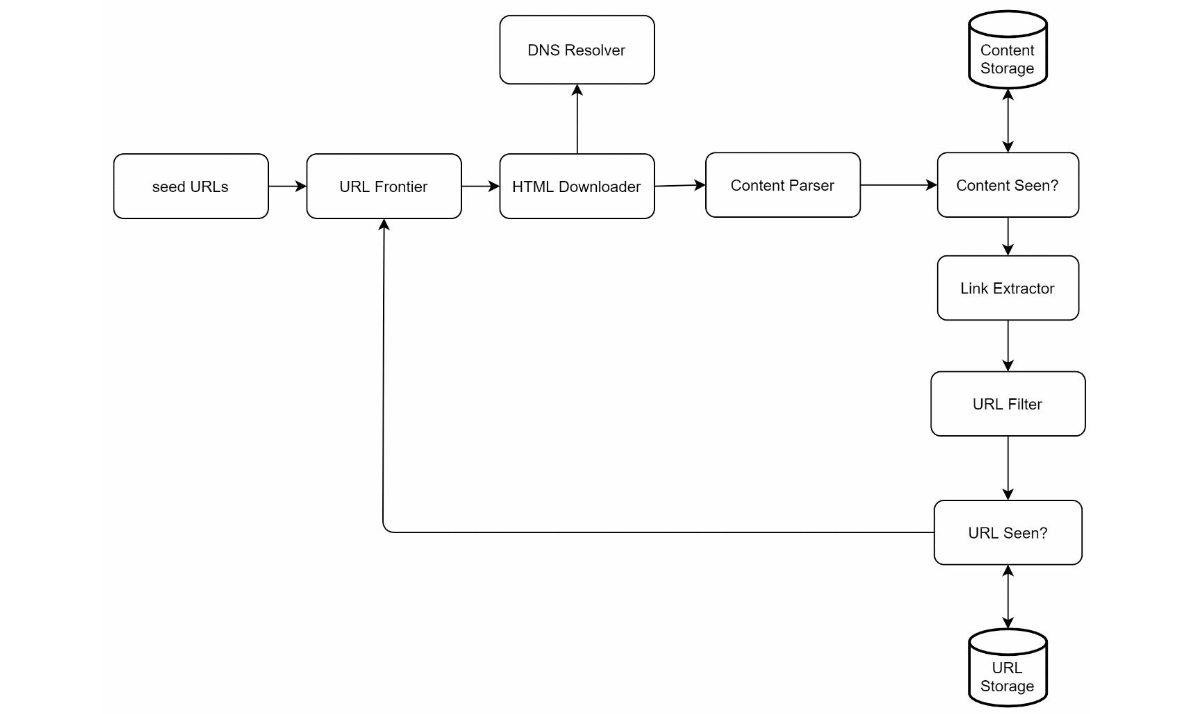 DNS Resolver
Content
Storage
seed URLs
URL Frontier
HTML Downloader
Content Parser
Content Seen?
Link Extractor
URL Filter
URL Seen?
URL
Storage